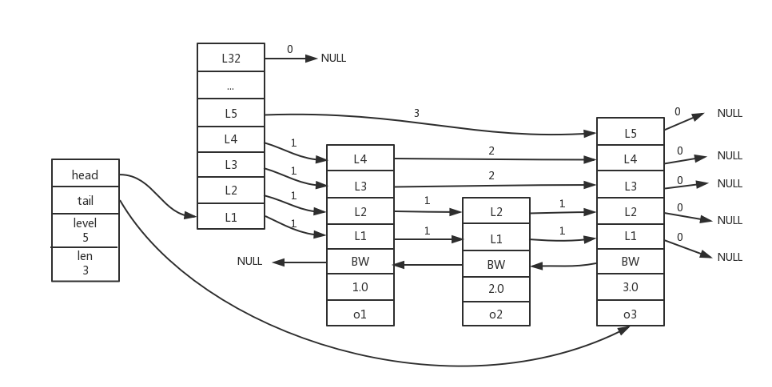 head
tail
level
5
len
3
L32
...
L5
L4
L3
L2
L1
0
NULL
3
1
1
1
1
NULL
L4
L3
L2
L1
BW
1.0
o1
2
2
1
1
L2
L1
BW
2.0
o2
1
1
L5
L4
L3
L2
L1
BW
3.0
o3
0
NULL
0
NULL
0
NULL
0
NULL
0
NULL